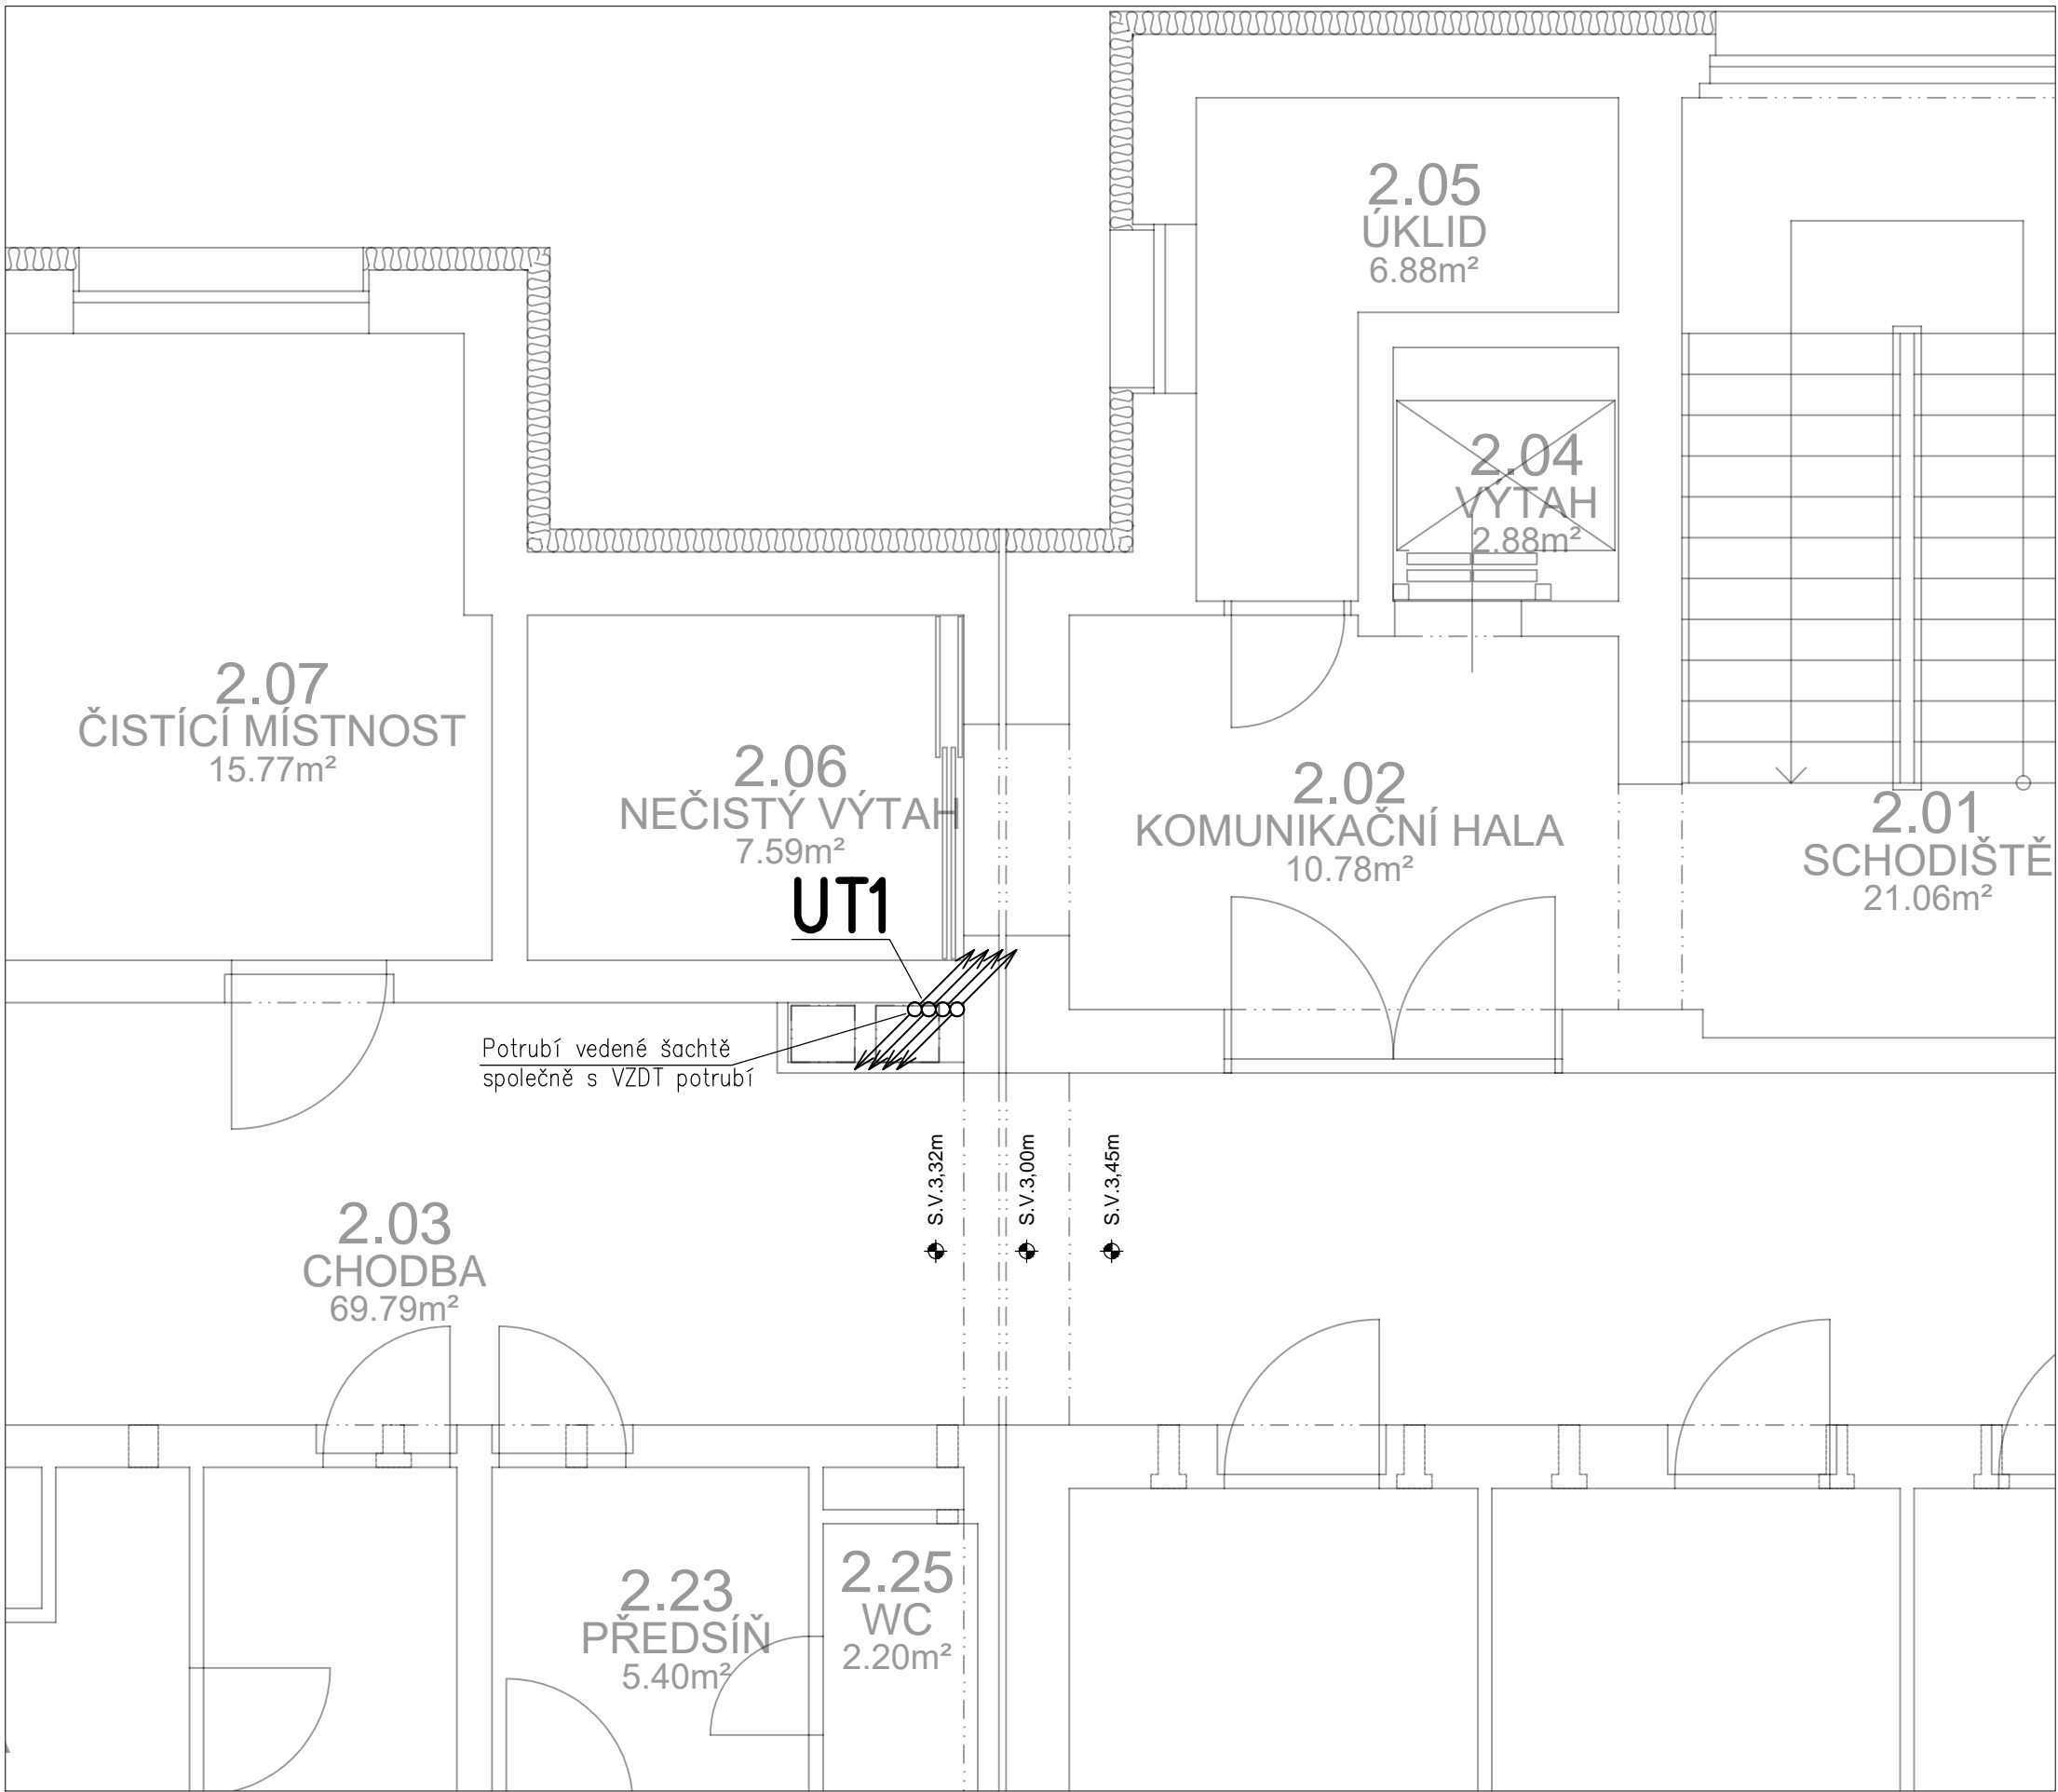 2.05
ÚKLID
6.88m²
2.04
VÝTAH
2.88m²
2.07
ČISTÍCÍ MÍSTNOST
15.77m²
2.06
NEČISTÝ VÝTAH
7.59m²
2.02
KOMUNIKAČNÍ HALA
10.78m²
2.01
SCHODIŠTĚ
21.06m²
UT1
Potrubí vedené šachtě
společně s VZDT potrubí
S.V.3,32m
S.V.3,00m
S.V.3,45m
2.03
CHODBA
69.79m²
2.23
PŘEDSÍŇ
5.40m²
2.25
WC
2.20m²